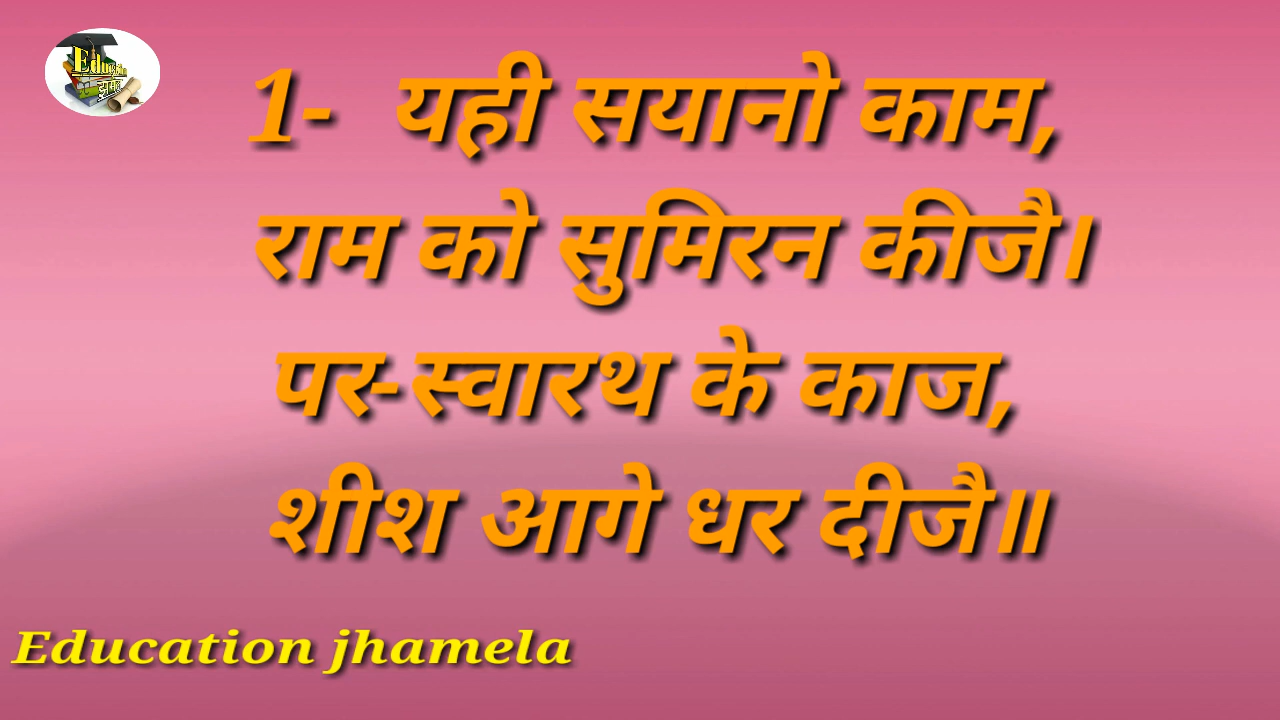 1- यही सयानो काम,
राम को सुमिरन कीजै।
पर-स्वारथ के काज,
शीश आगे धर दीजै॥
Education jhamela